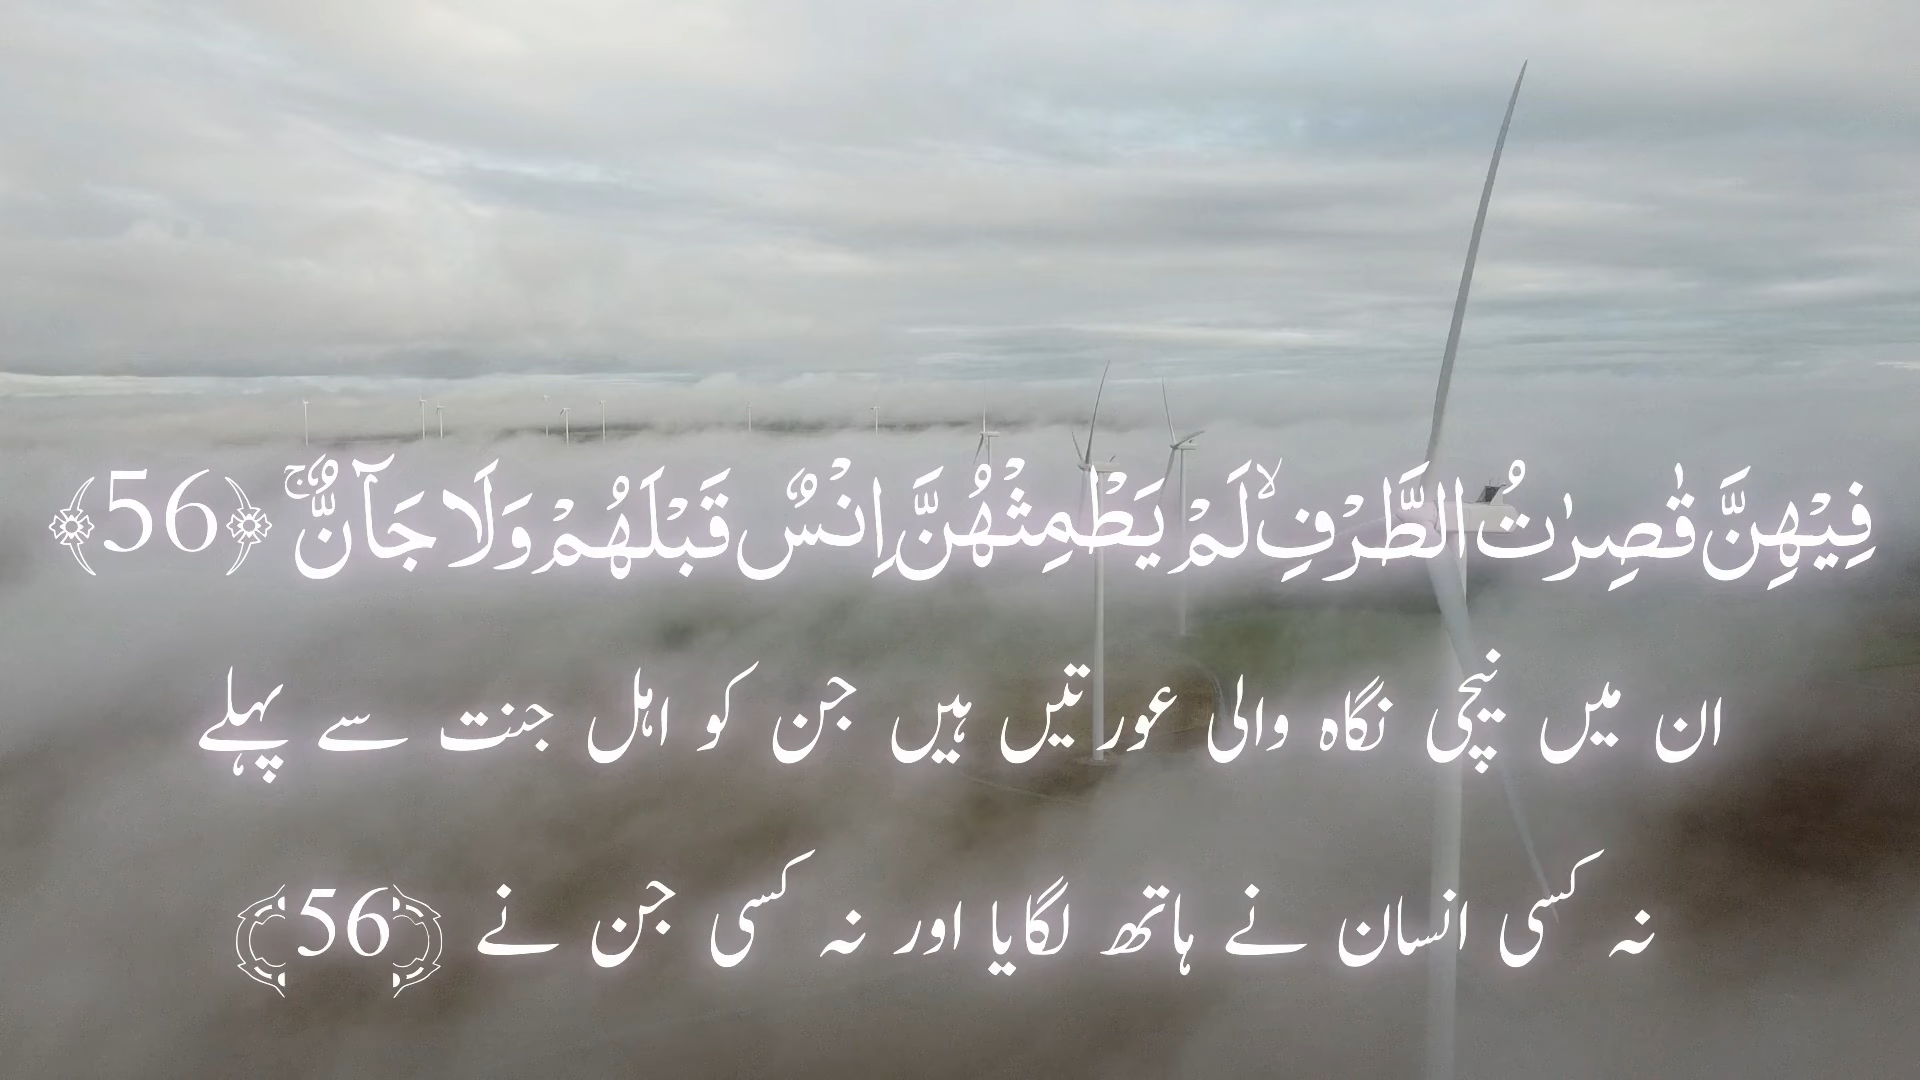 فِيْهِنَّ قٰصِرٰتُ الطَّرْفِ ۙ لَمْ يَطْمِثْهُنَّ اِنْسٌ قَبْلَهُمْ وَلَا جَآنٌّ ۚ ﴿56﴾
ان میں نیچی نگاہ والی عورتیں ہیں جن کو اہل جنت سے پہلے
نہ کسی انسان نے ہاتھ لگایا اور نہ کسی جن نے ﴿56﴾